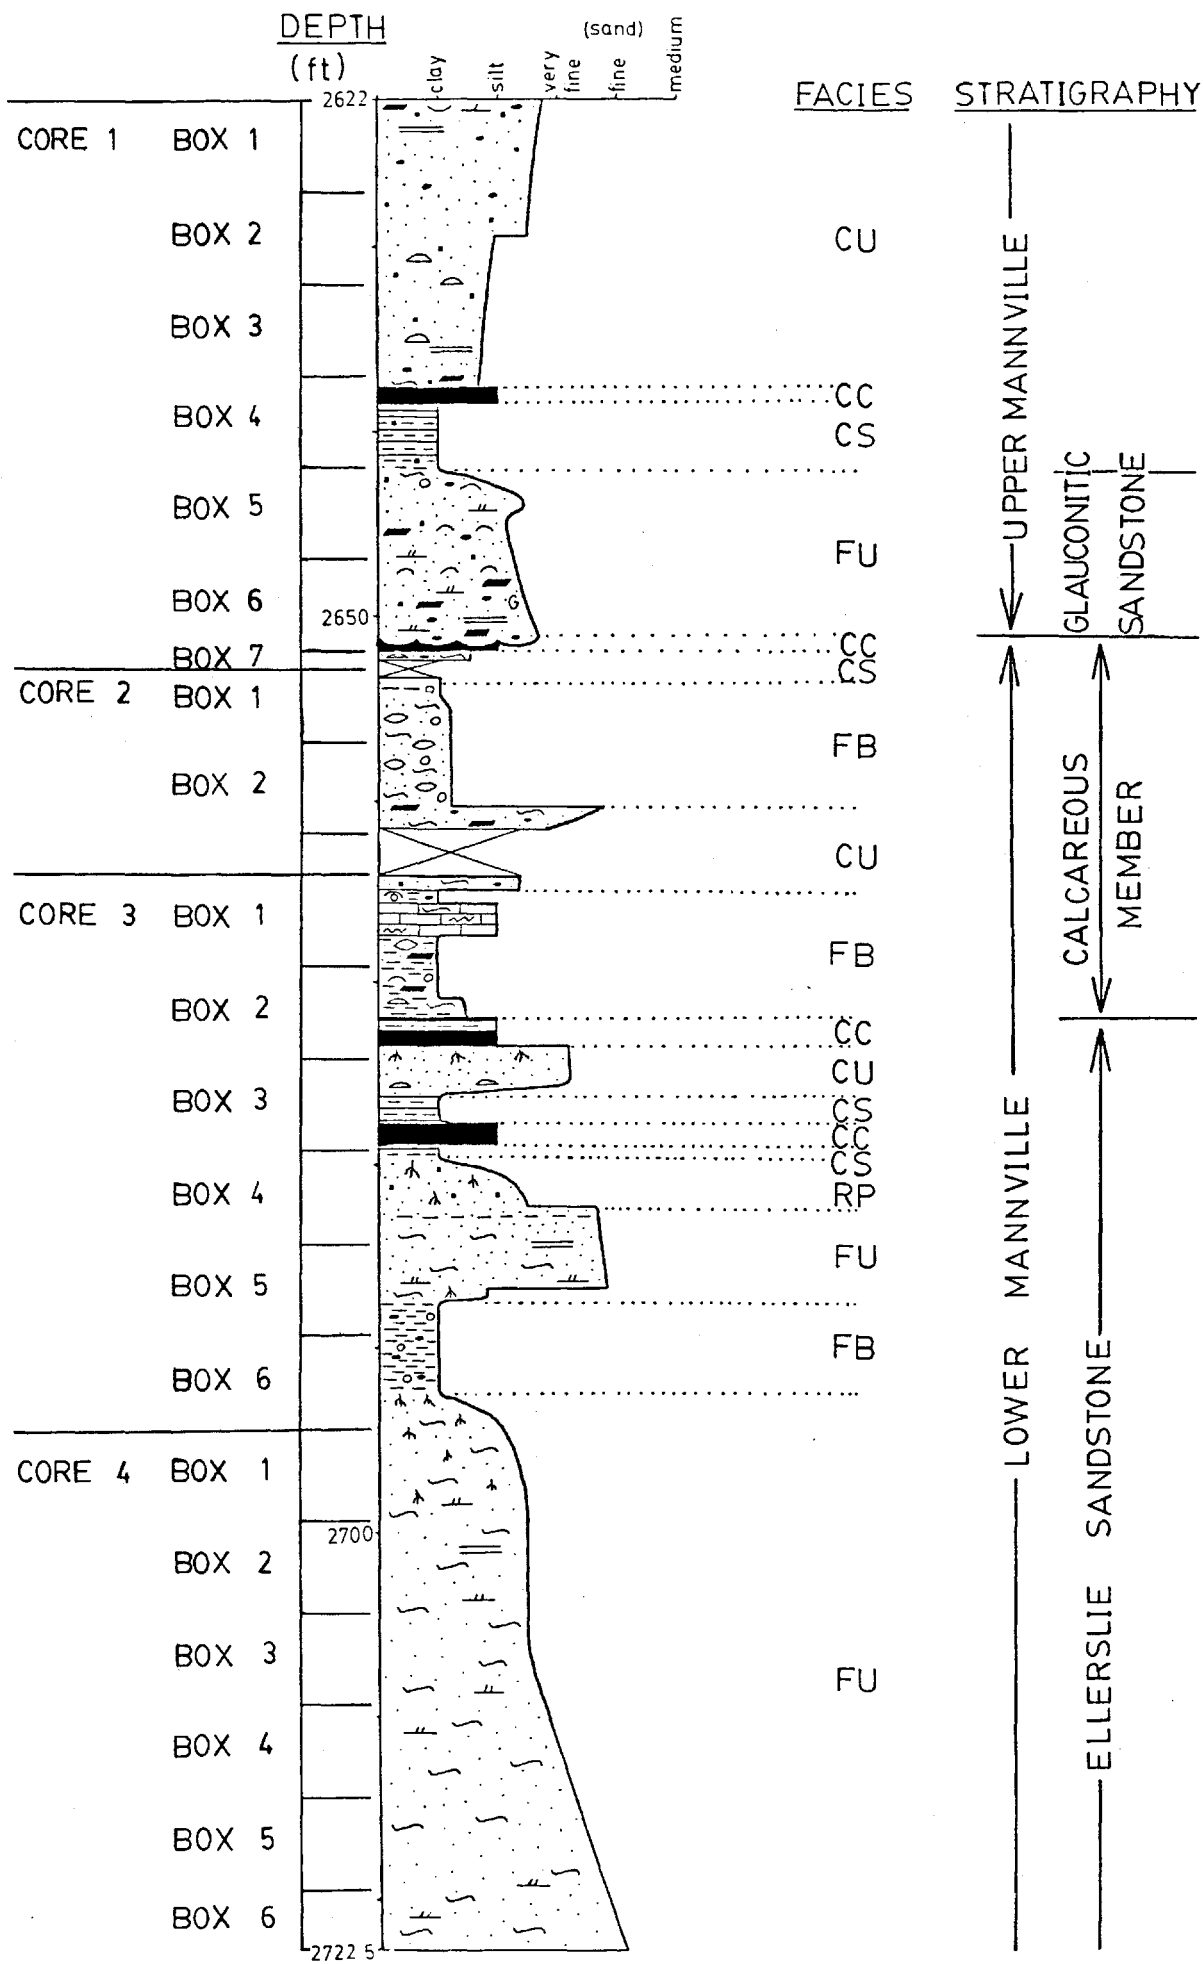 DEPTH
(ft)
clay
silt
very fine
(sand)
fine
medium
FACIES
STRATIGRAPHY
2622
CORE 1 BOX 1
BOX 2
CU
BOX 3
BOX 4
CC
CS
BOX 5
FU
BOX 6
2650
BOX 7
CC
CS
UPPER MANNVILLE
GLAUCONITIC
SANDSTONE
CORE 2 BOX 1
FB
BOX 2
CU
CORE 3 BOX 1
FB
BOX 2
CC
CU
BOX 3
CS
CC
CS
BOX 4
RP
FU
BOX 5
FB
BOX 6
CALCAREOUS
MEMBER
CORE 4 BOX 1
2700
BOX 2
BOX 3
FU
BOX 4
BOX 5
BOX 6
2722 5
LOWER MANNVILLE
ELLERSLIE SANDSTONE
G